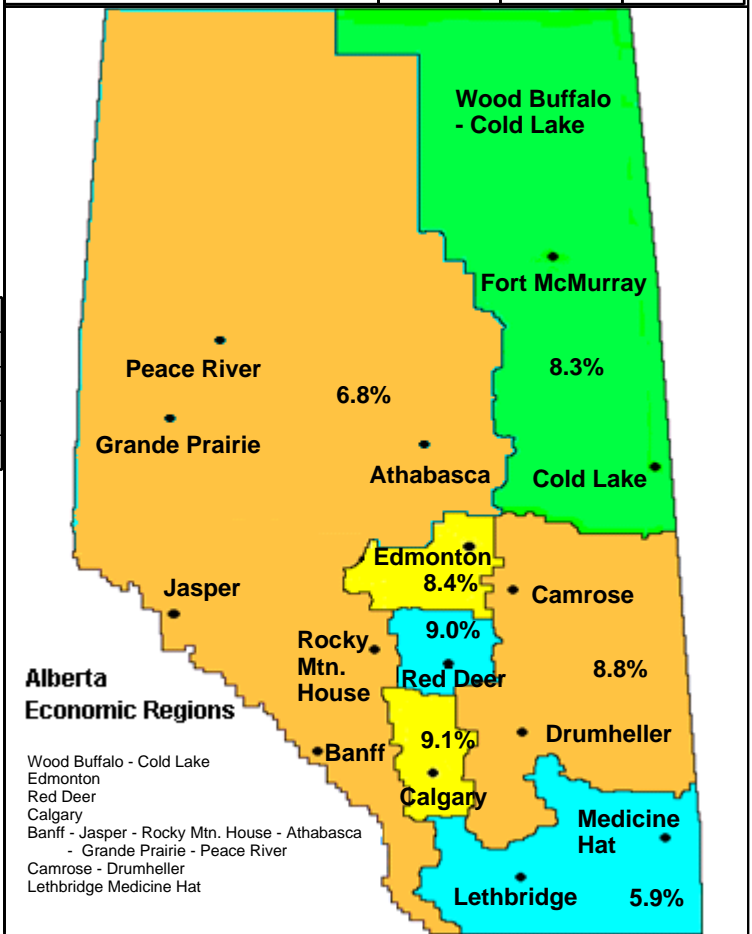 Wood Buffalo
- Cold Lake
Fort McMurray
8.3%
Peace River
6.8%
Grande Prairie
Athabasca
Cold Lake
Edmonton
8.4%
Jasper
Camrose
9.0%
Rocky
Mtn.
House
8.8%
Red Deer
Alberta
Economic Regions
Drumheller
9.1%
Banff
Calgary
Wood Buffalo - Cold Lake
Edmonton
Red Deer
Calgary
Banff - Jasper - Rocky Mtn. House - Athabasca
- Grande Prairie - Peace River
Camrose - Drumheller
Lethbridge Medicine Hat
Medicine
Hat
Lethbridge
5.9%